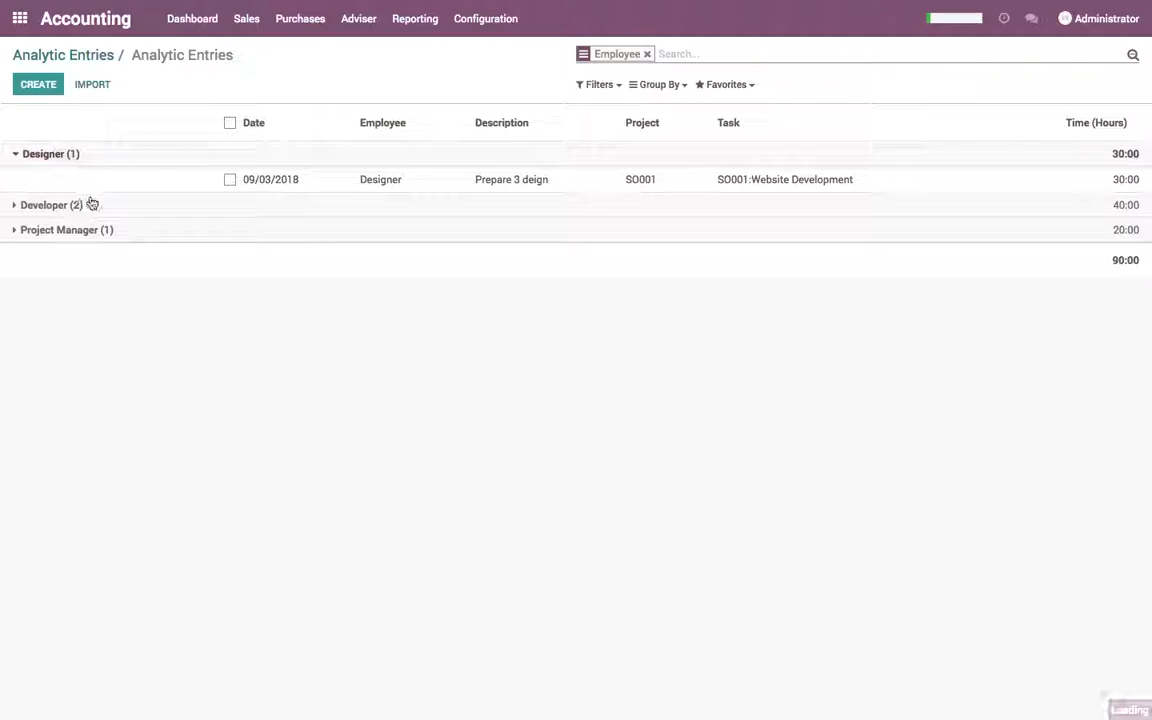 Accounting Dashboard Sales Purchases Adviser Reporting Configuration Administrator
Analytic Entries / Analytic Entries Employee Search...
CREATE IMPORT Filters Group By Favorites
Date Employee Description Project Task Time (Hours)
Designer (1) 30:00
09/03/2018 Designer Prepare 3 deign SO001 SO001:Website Development 30:00
Developer (2) 40:00
Project Manager (1) 20:00
90:00
Loading